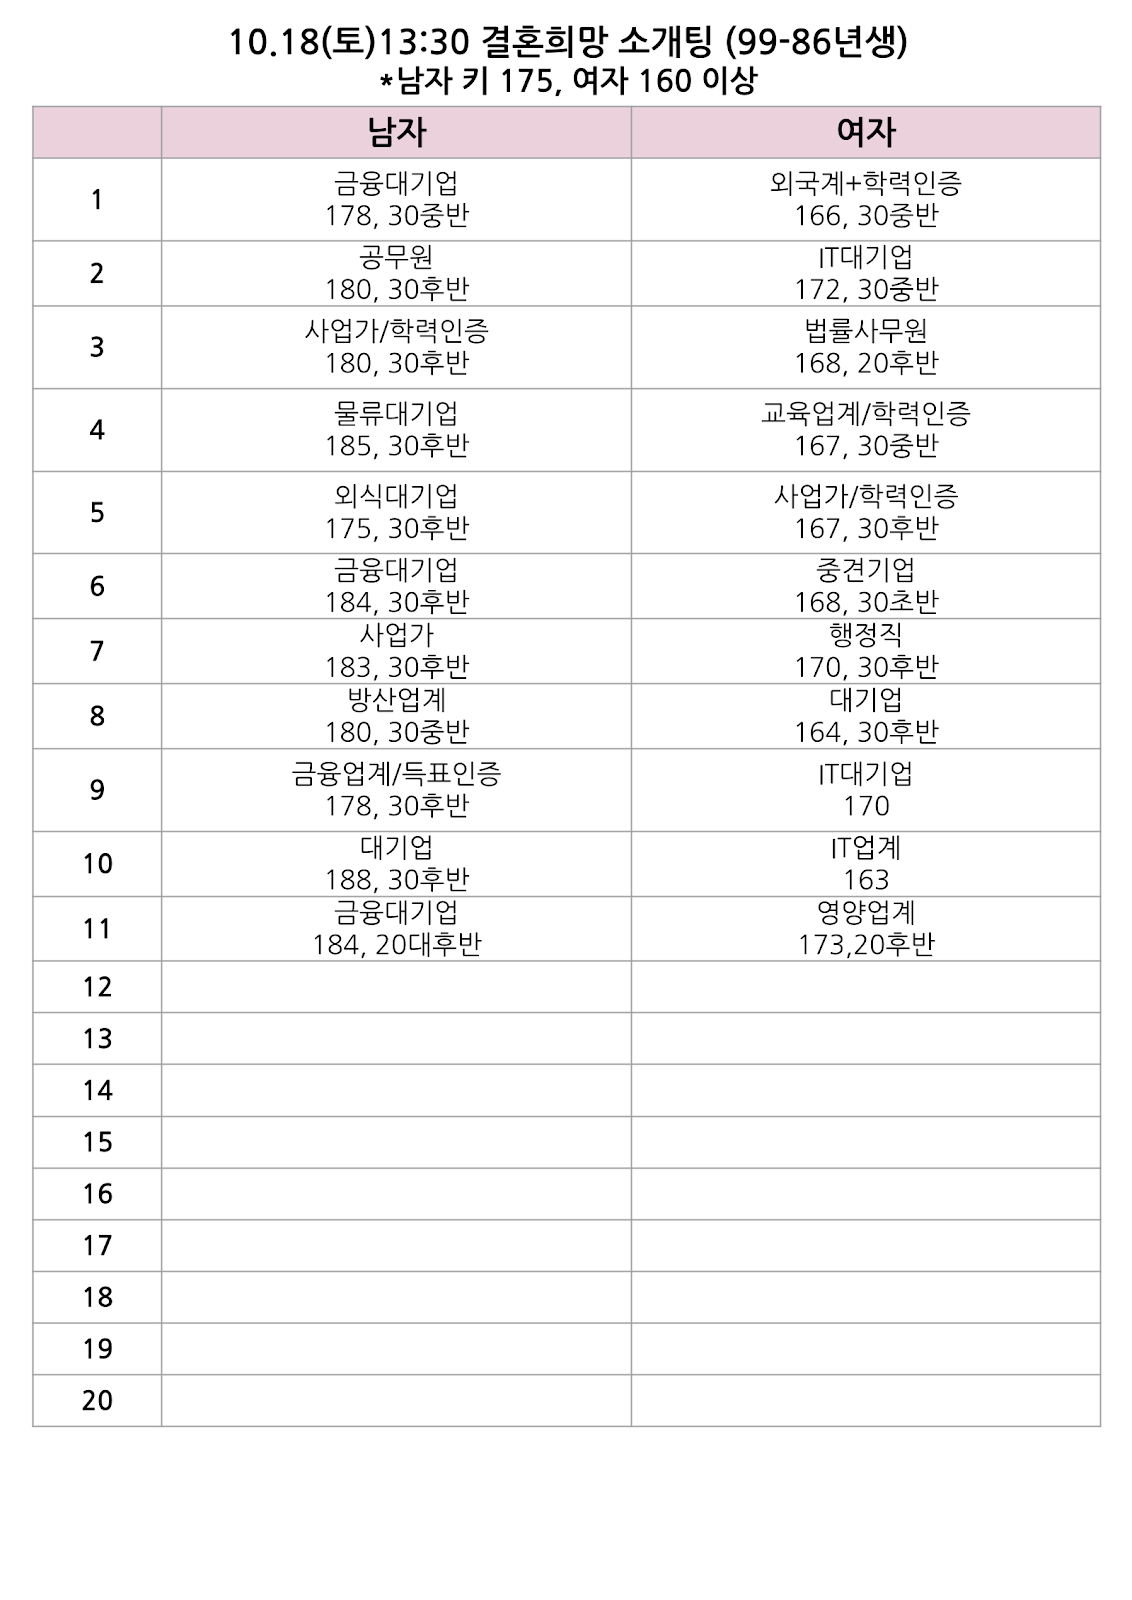 10.18(토)13:30 결혼희망 소개팅 (99-86년생)
*남자 키 175, 여자 160 이상
남자 여자
1
금융대기업
178, 30중반
외국계+학력인증
166, 30중반
2
공무원
180, 30후반
IT대기업
172, 30중반
3
사업가/학력인증
180, 30후반
법률사무원
168, 20후반
4
물류대기업
185, 30후반
교육업계/학력인증
167, 30중반
5
외식대기업
175, 30후반
사업가/학력인증
167, 30후반
6
금융대기업
184, 30후반
중견기업
168, 30초반
7
사업가
183, 30후반
행정직
170, 30후반
8
방산업계
180, 30중반
대기업
164, 30후반
9
금융업계/득표인증
178, 30후반
IT대기업
170
10
대기업
188, 30후반
IT업계
163
11
금융대기업
184, 20대후반
영양업계
173,20후반
12
13
14
15
16
17
18
19
20